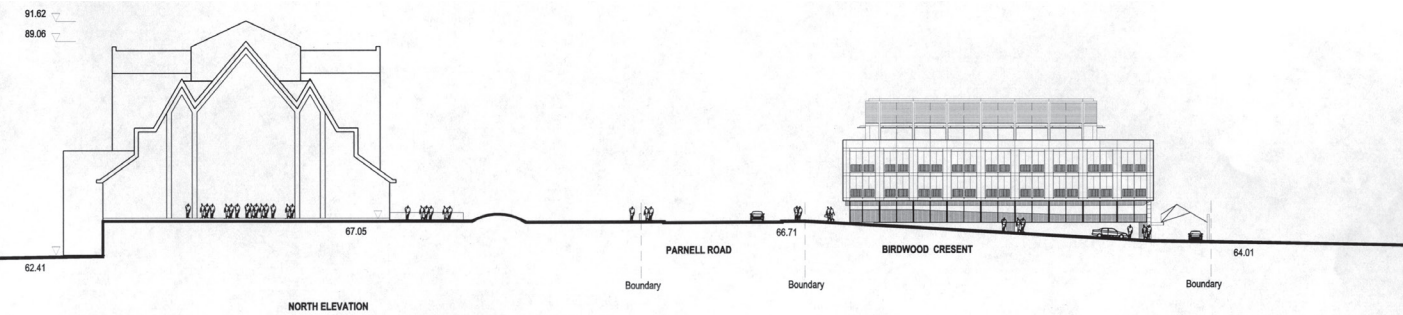 91.62
89.06
67.05
66.71
PARNELL ROAD
BIRDWOOD CRESENT
64.01
62.41
Boundary
Boundary
Boundary
NORTH ELEVATION